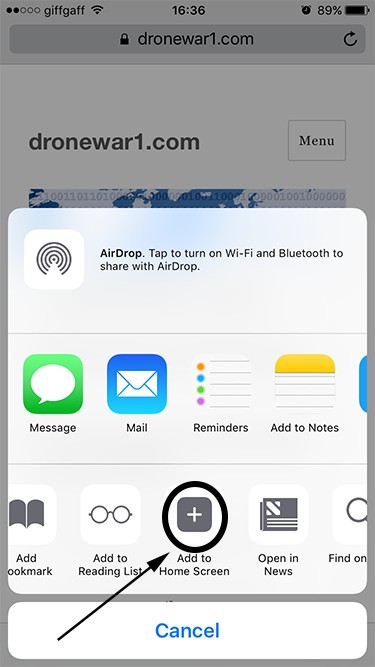 giffgaff 16:36 89%
dronewar1.com
dronewar1.com Menu
AirDrop. Tap to turn on Wi-Fi and Bluetooth to
share with AirDrop.
Message Mail Reminders Add to Notes
Add Add to Add to Open in Find on
ookmark Reading List Home Screen News
Cancel